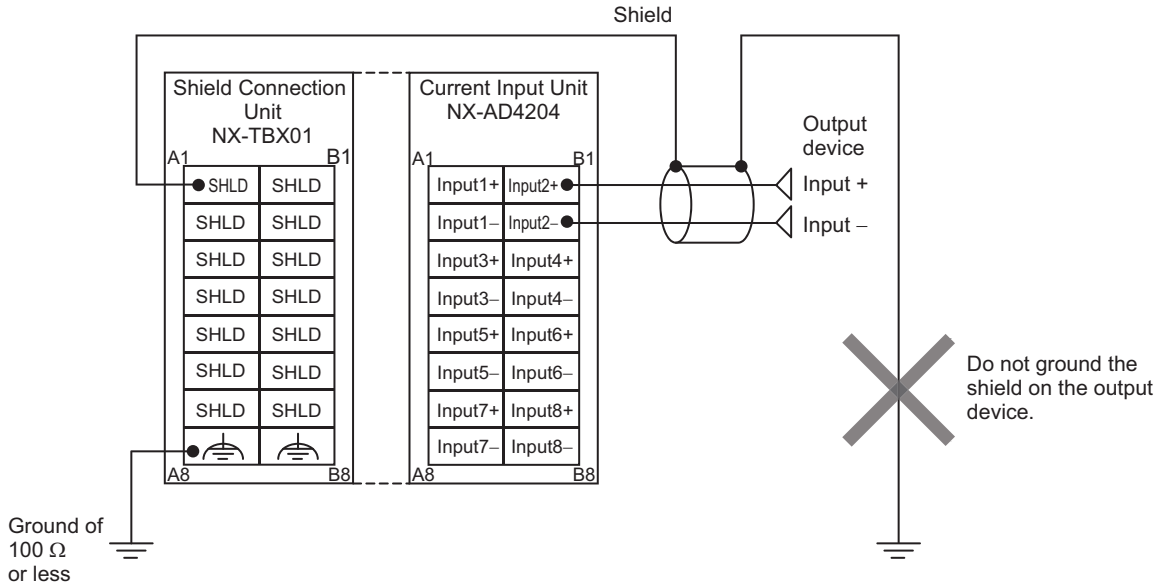 Shield
Shield Connection
Unit
NX-TBX01
A1
B1
SHLD SHLD
SHLD SHLD
SHLD SHLD
SHLD SHLD
SHLD SHLD
SHLD SHLD
SHLD SHLD
A8
B8
Current Input Unit
NX-AD4204
A1
B1
Input1+ Input2+
Input1– Input2–
Input3+ Input4+
Input3– Input4–
Input5+ Input6+
Input5– Input6–
Input7+ Input8+
Input7– Input8–
A8
B8
Output
device
Input +
Input –
Do not ground the
shield on the output
device.
Ground of
100 Ω
or less